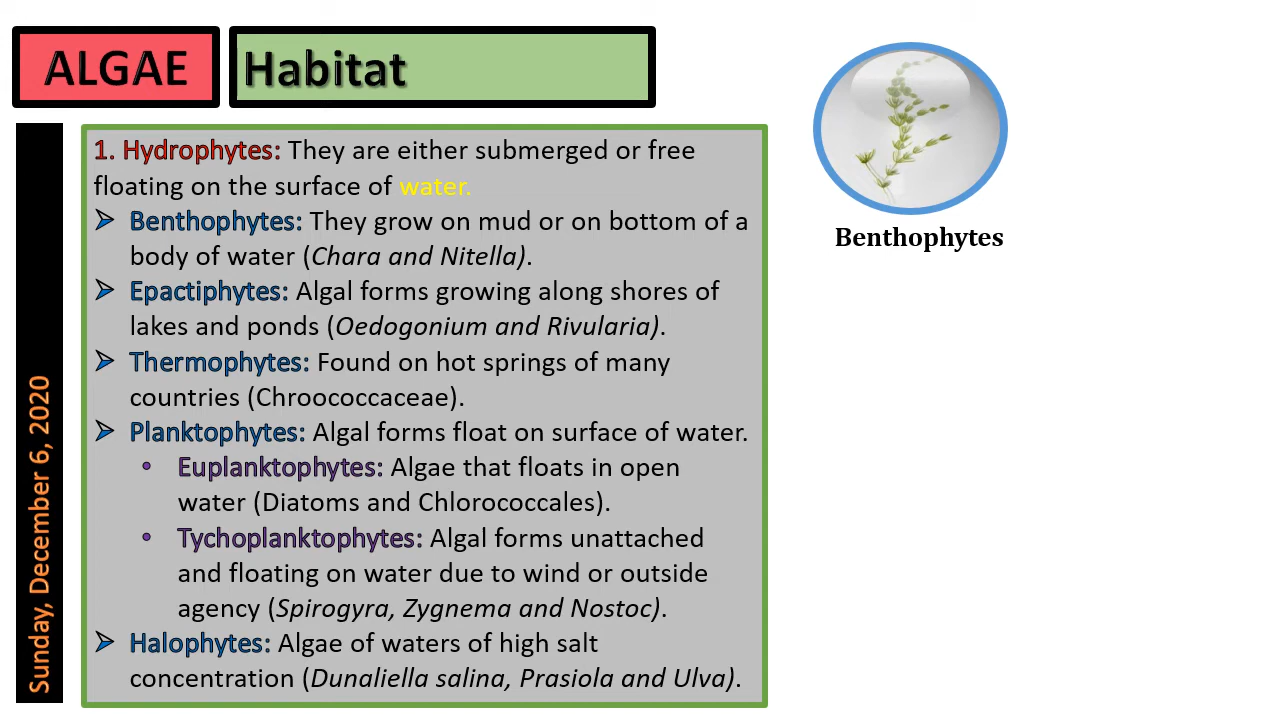 ALGAE
Habitat
1. Hydrophytes: They are either submerged or free
floating on the surface of water.
➢ Benthophytes: They grow on mud or on bottom of a
body of water (Chara and Nitella).
➢ Epactiphytes: Algal forms growing along shores of
lakes and ponds (Oedogonium and Rivularia).
➢ Thermophytes: Found on hot springs of many
countries (Chroococcaceae).
➢ Planktophytes: Algal forms float on surface of water.
• Euplanktophytes: Algae that floats in open
water (Diatoms and Chlorococcales).
• Tychoplanktophytes: Algal forms unattached
and floating on water due to wind or outside
agency (Spirogyra, Zygnema and Nostoc).
➢ Halophytes: Algae of waters of high salt
concentration (Dunaliella salina, Prasiola and Ulva).
Sunday, December 6, 2020
Benthophytes